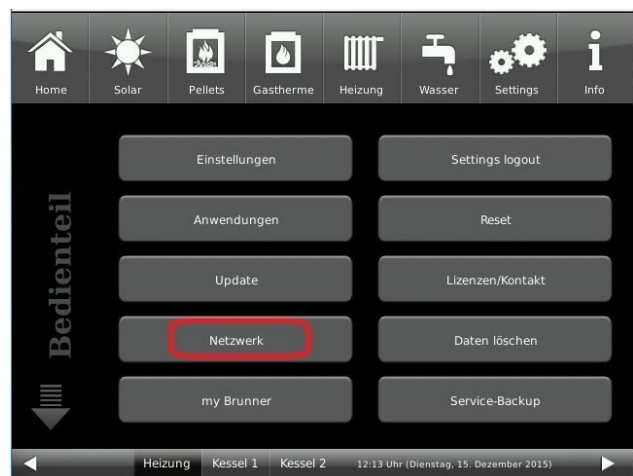 Home Solar Pellets Gastherme Heizung Wasser Settings Info
Bedienteil
Einstellungen Settings logout
Anwendungen Reset
Update Lizenzen/Kontakt
Netzwerk Daten löschen
my Brunner Service-Backup
Heizung Kessel 1 Kessel 2 12:13 Uhr (Dienstag, 15. Dezember 2015)